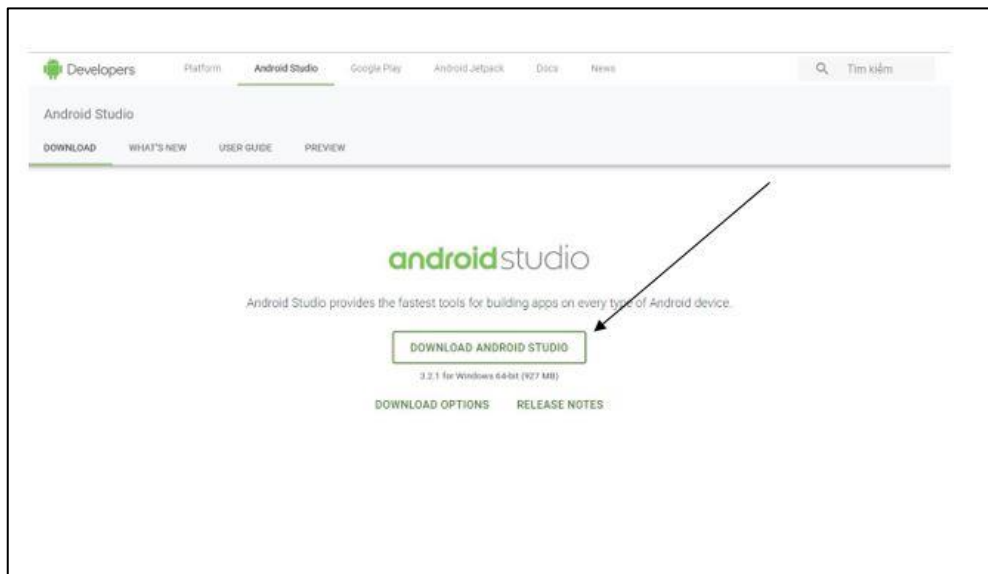 Developers Platform Android Studio Google Play Android Jetpack Docs News Tìm kiếm
Android Studio
DOWNLOAD WHAT'S NEW USER GUIDE PREVIEW
androidstudio
Android Studio provides the fastest tools for building apps on every type of Android device.
DOWNLOAD ANDROID STUDIO
3.2.1 for Windows 64-bit (927 MB)
DOWNLOAD OPTIONS RELEASE NOTES